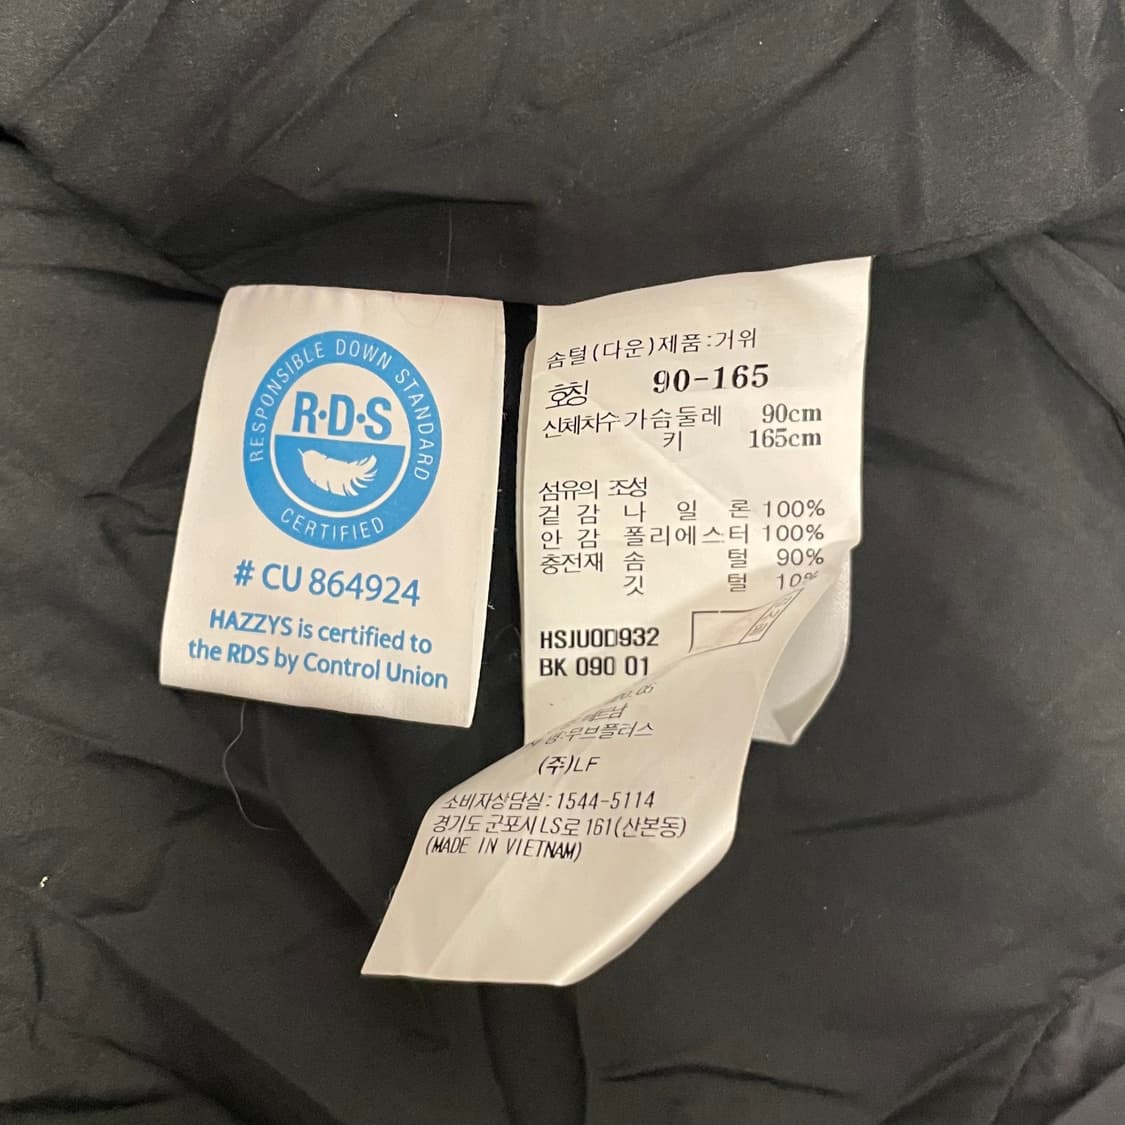 RESPONSIBLE DOWN STANDARD
R·D·S
CERTIFIED
# CU 864924
HAZZYS is certified to
the RDS by Control Union
솜털(다운)제품:거위
호칭 90-165
신체치수 가슴둘레 90cm
키 165cm
섬유의 조성
겉감 나일론 100%
안감 폴리에스터 100%
충전재 솜털 90%
깃털 10%
HSJU0D932
BK 090 01
무브플러스
(주)LF
소비자상담실:1544-5114
경기도 군포시 LS로 161(산본동)
(MADE IN VIETNAM)